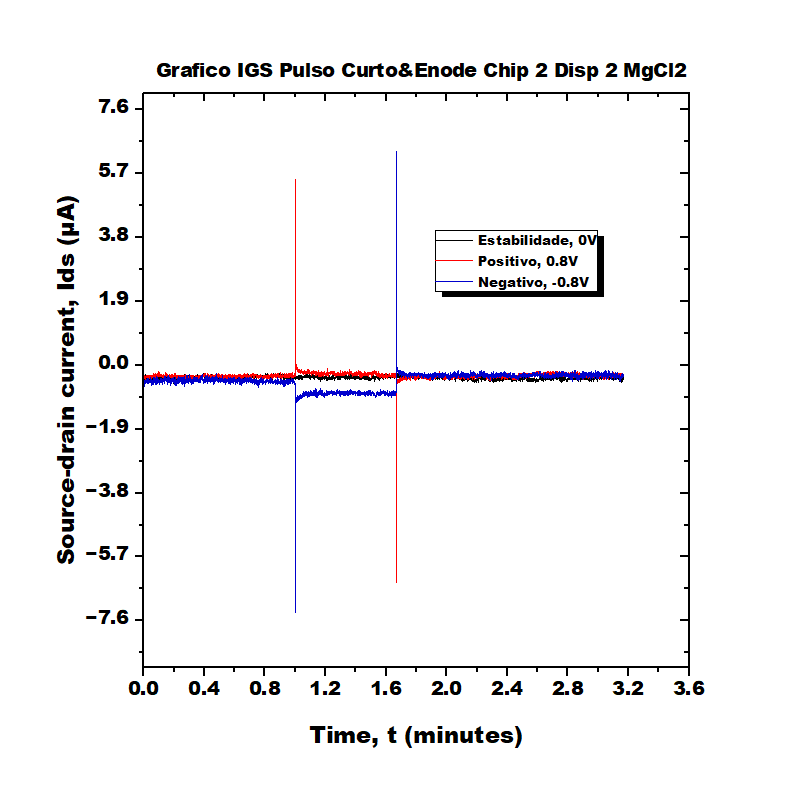 Grafico IGS Pulso Curto&Enode Chip 2 Disp 2 MgCl2
7.6
5.7
3.8
1.9
0.0
−1.9
−3.8
−5.7
−7.6
Source-drain current, Ids (µA)
Estabilidade, 0V
Positivo, 0.8V
Negativo, -0.8V
0.0 0.4 0.8 1.2 1.6 2.0 2.4 2.8 3.2 3.6
Time, t (minutes)